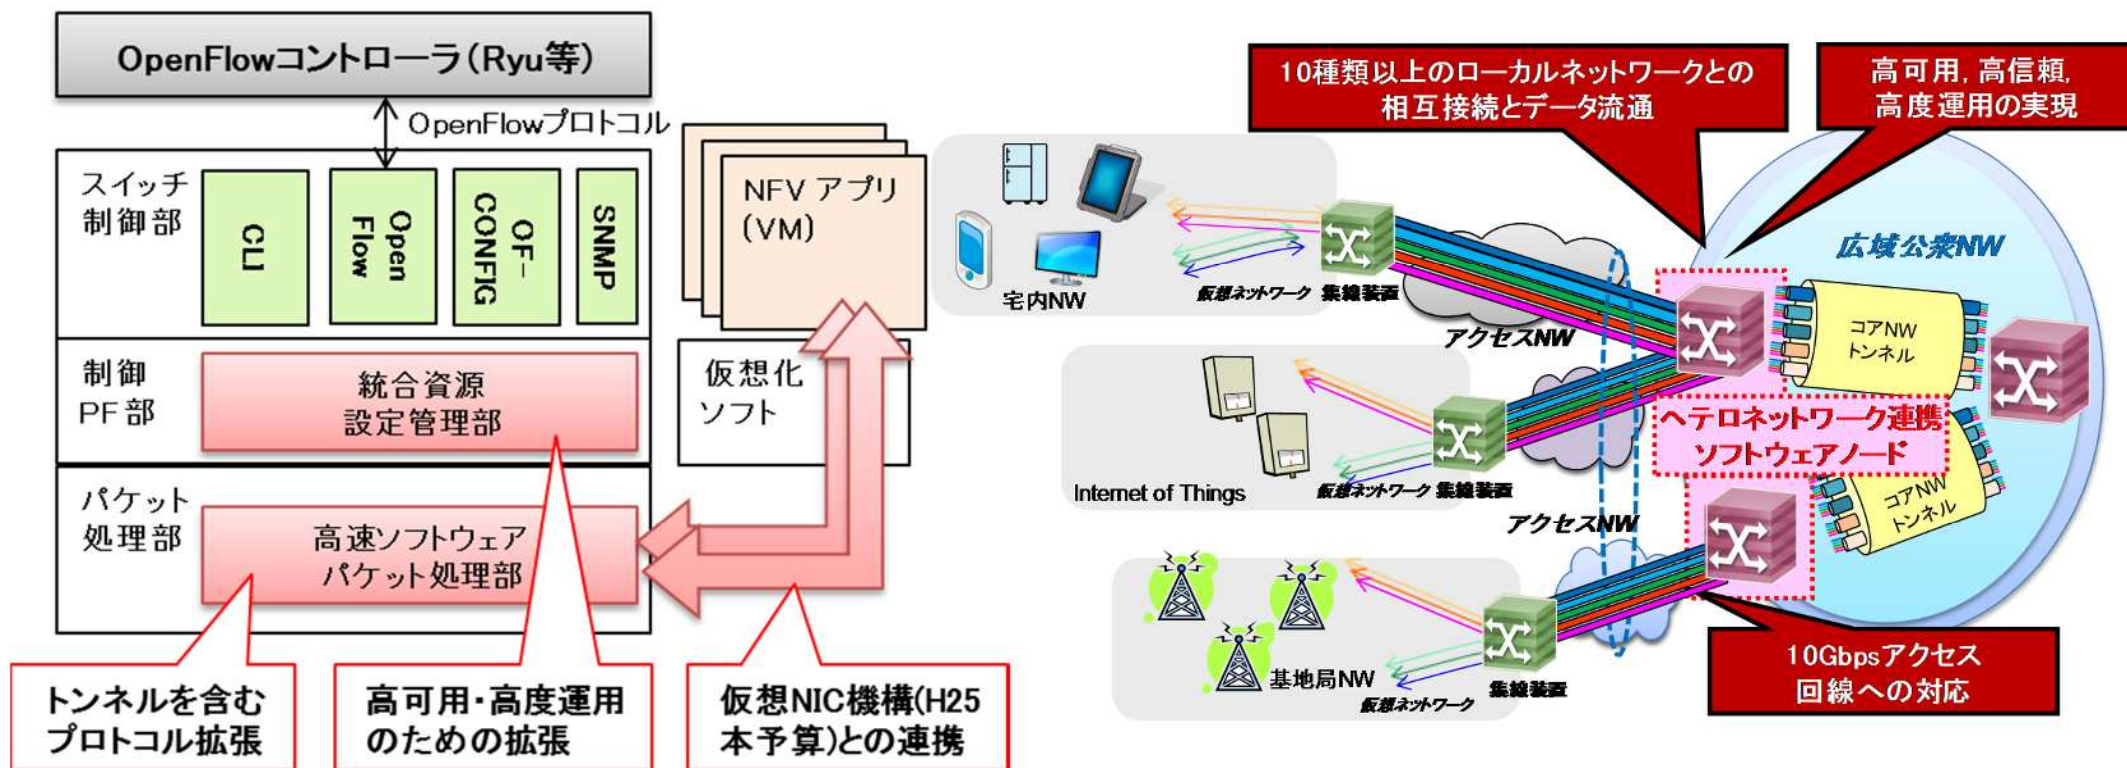 OpenFlowコントローラ(Ryu等)
OpenFlowプロトコル
スイッチ
制御部
CLI
Open
Flow
OF-
CONFIG
SNMP
制御
PF部
統合資源
設定管理部
パケット
処理部
高速ソフトウェア
パケット処理部
NFV アプリ
(VM)
仮想化
ソフト
トンネルを含む
プロトコル拡張
高可用・高度運用
のための拡張
仮想NIC機構(H25
本予算)との連携
10種類以上のローカルネットワークとの
相互接続とデータ流通
高可用, 高信頼,
高度運用の実現
宅内NW
仮想ネットワーク
集線装置
アクセスNW
広域公衆NW
コアNW
トンネル
Internet of Things
仮想ネットワーク
集線装置
アクセスNW
ヘテロネットワーク連携
ソフトウェアノード
コアNW
トンネル
基地局NW
仮想ネットワーク
集線装置
10Gbpsアクセス
回線への対応